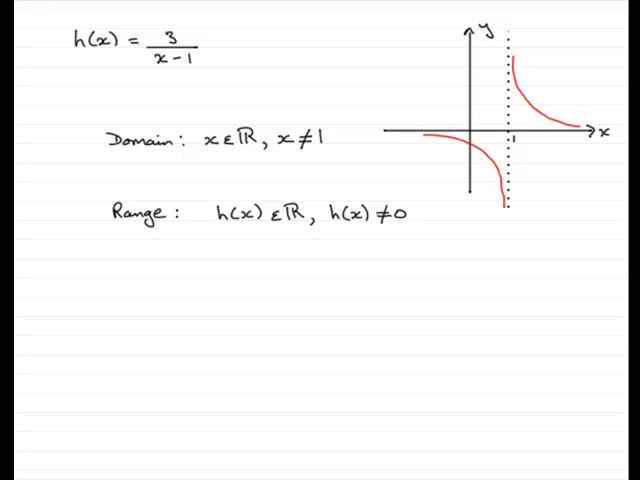 h(x) = 3/(x-1)
Domain: x ε ℝ, x ≠ 1
Range: h(x) ε ℝ, h(x) ≠ 0
y
x
1